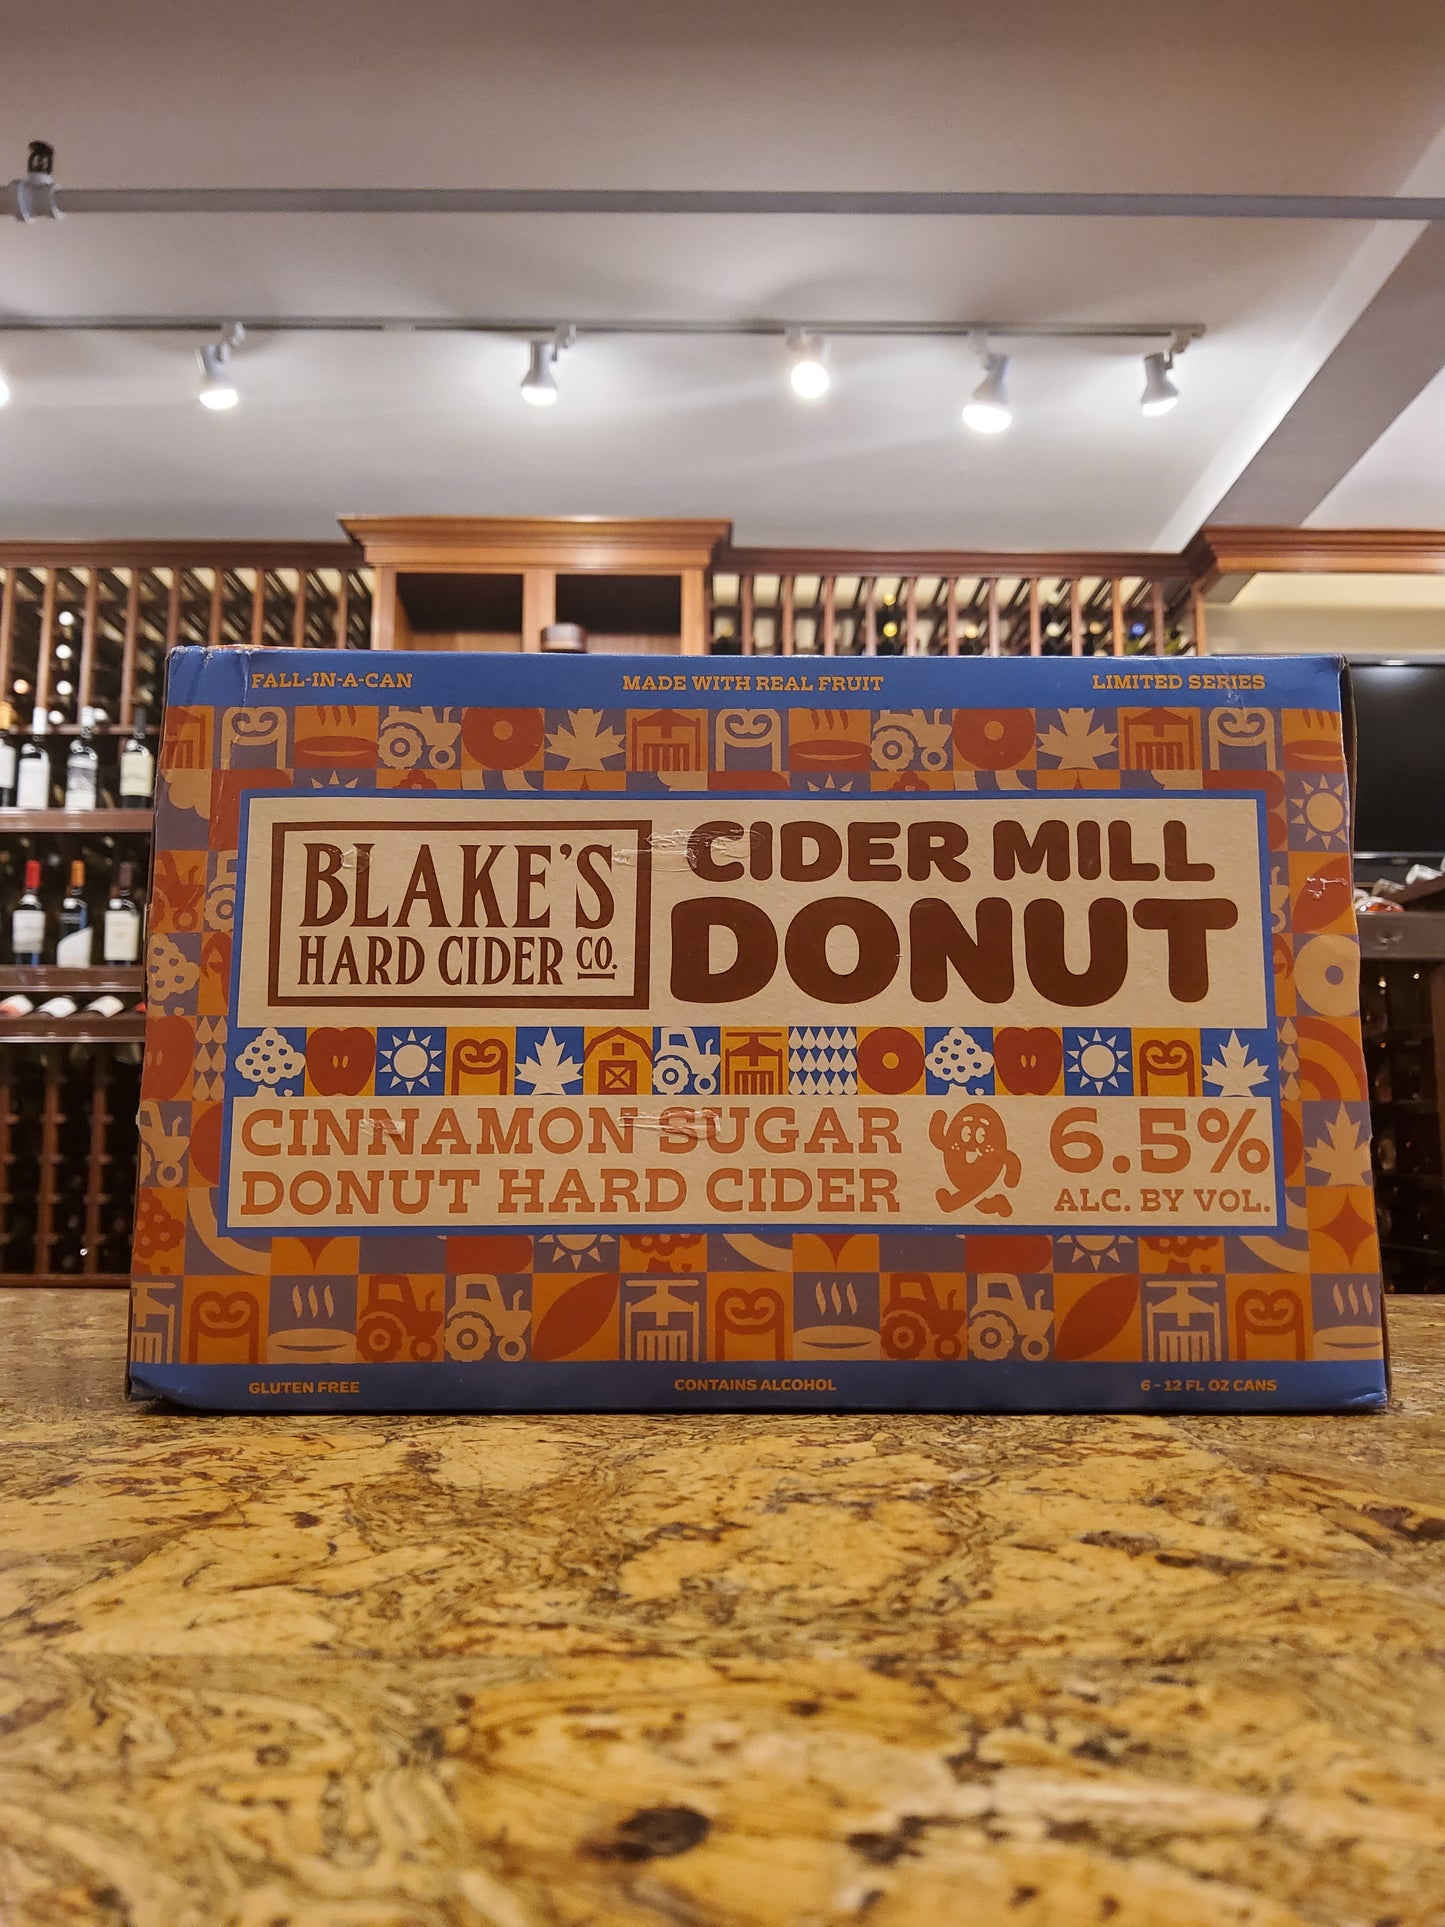 FALL-IN-A-CAN
MADE WITH REAL FRUIT
LIMITED SERIES
BLAKE'S
HARD CIDER CO.
CIDER MILL
DONUT
CINNAMON SUGAR
DONUT HARD CIDER
6.5%
ALC. BY VOL.
GLUTEN FREE
CONTAINS ALCOHOL
6 - 12 FL OZ CANS